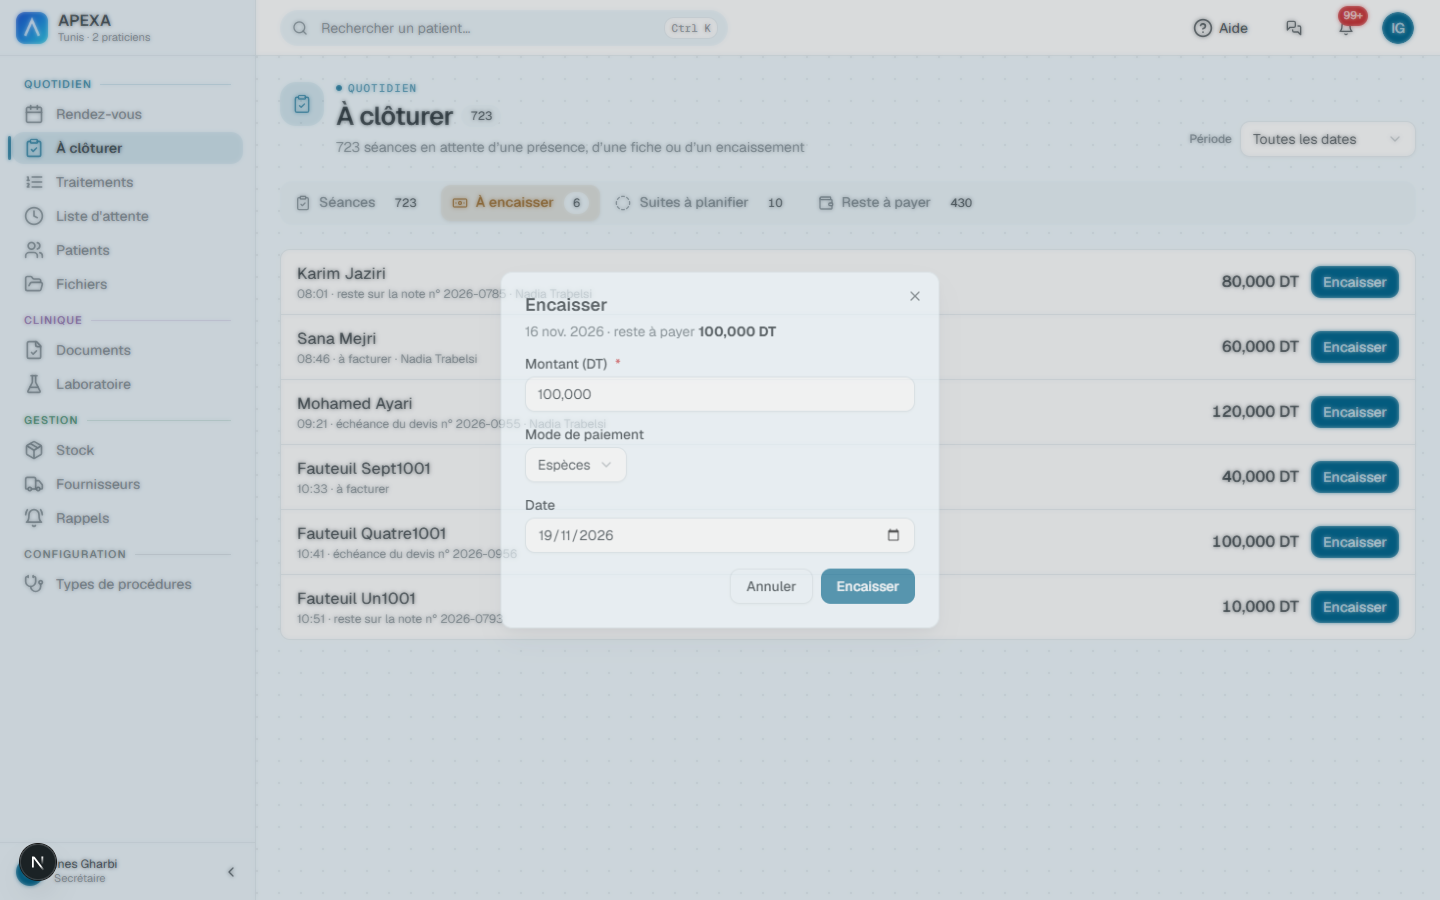 APEXA
Tunis · 2 praticiens
Rechercher un patient…
Ctrl K
Aide
99+
IG
QUOTIDIEN
Rendez-vous
À clôturer
Traitements
Liste d'attente
Patients
Fichiers
CLINIQUE
Documents
Laboratoire
GESTION
Stock
Fournisseurs
Rappels
CONFIGURATION
Types de procédures
nes Gharbi
Secrétaire
N
QUOTIDIEN
À clôturer 723
723 séances en attente d'une présence, d'une fiche ou d'un encaissement
Période
Toutes les dates
Séances 723
À encaisser 6
Suites à planifier 10
Reste à payer 430
Karim Jaziri
08:01 · reste sur la note n° 2026-0785 · Nadia Trabelsi
80,000 DT
Encaisser
Sana Mejri
08:46 · à facturer · Nadia Trabelsi
60,000 DT
Encaisser
Mohamed Ayari
09:21 · échéance du devis n° 2026-0955 · Nadia Trabelsi
120,000 DT
Encaisser
Fauteuil Sept1001
10:33 · à facturer
40,000 DT
Encaisser
Fauteuil Quatre1001
10:41 · échéance du devis n° 2026-0956
100,000 DT
Encaisser
Fauteuil Un1001
10:51 · reste sur la note n° 2026-0793
10,000 DT
Encaisser
Encaisser
16 nov. 2026 · reste à payer 100,000 DT
Montant (DT) *
100,000
Mode de paiement
Espèces
Date
19/11/2026
Annuler
Encaisser